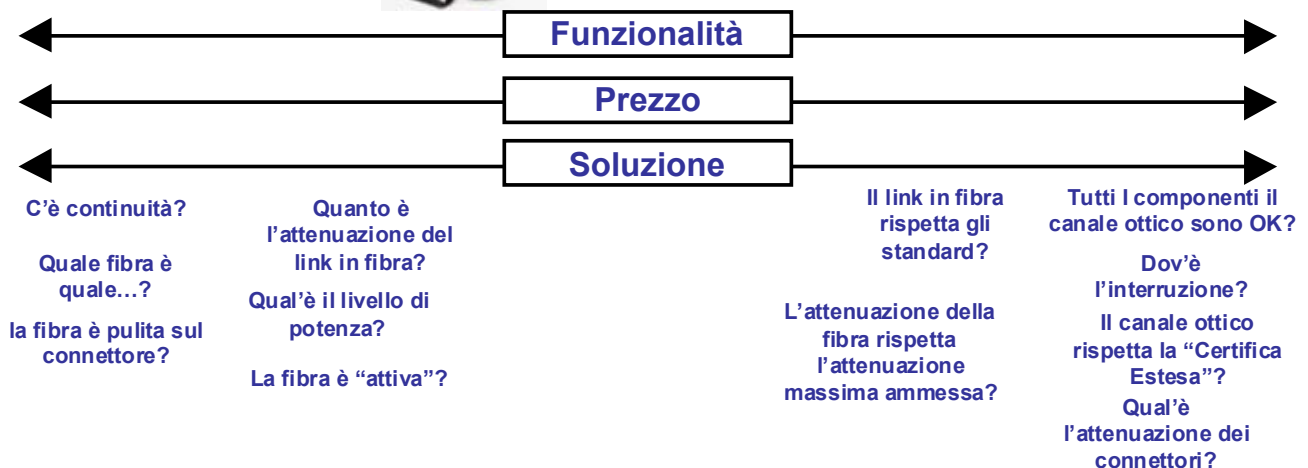 Funzionalità
Prezzo
Soluzione
C'è continuità?
Quale fibra è
quale…?
la fibra è pulita sul
connettore?
Quanto è
l'attenuazione del
link in fibra?
Qual'è il livello di
potenza?
La fibra è “attiva”?
Il link in fibra
rispetta gli
standard?
L'attenuazione della
fibra rispetta
l'attenuazione
massima ammessa?
Tutti I componenti il
canale ottico sono OK?
Dov'è
l'interruzione?
Il canale ottico
rispetta la “Certifica
Estesa”?
Qual'è
l'attenuazione dei
connettori?